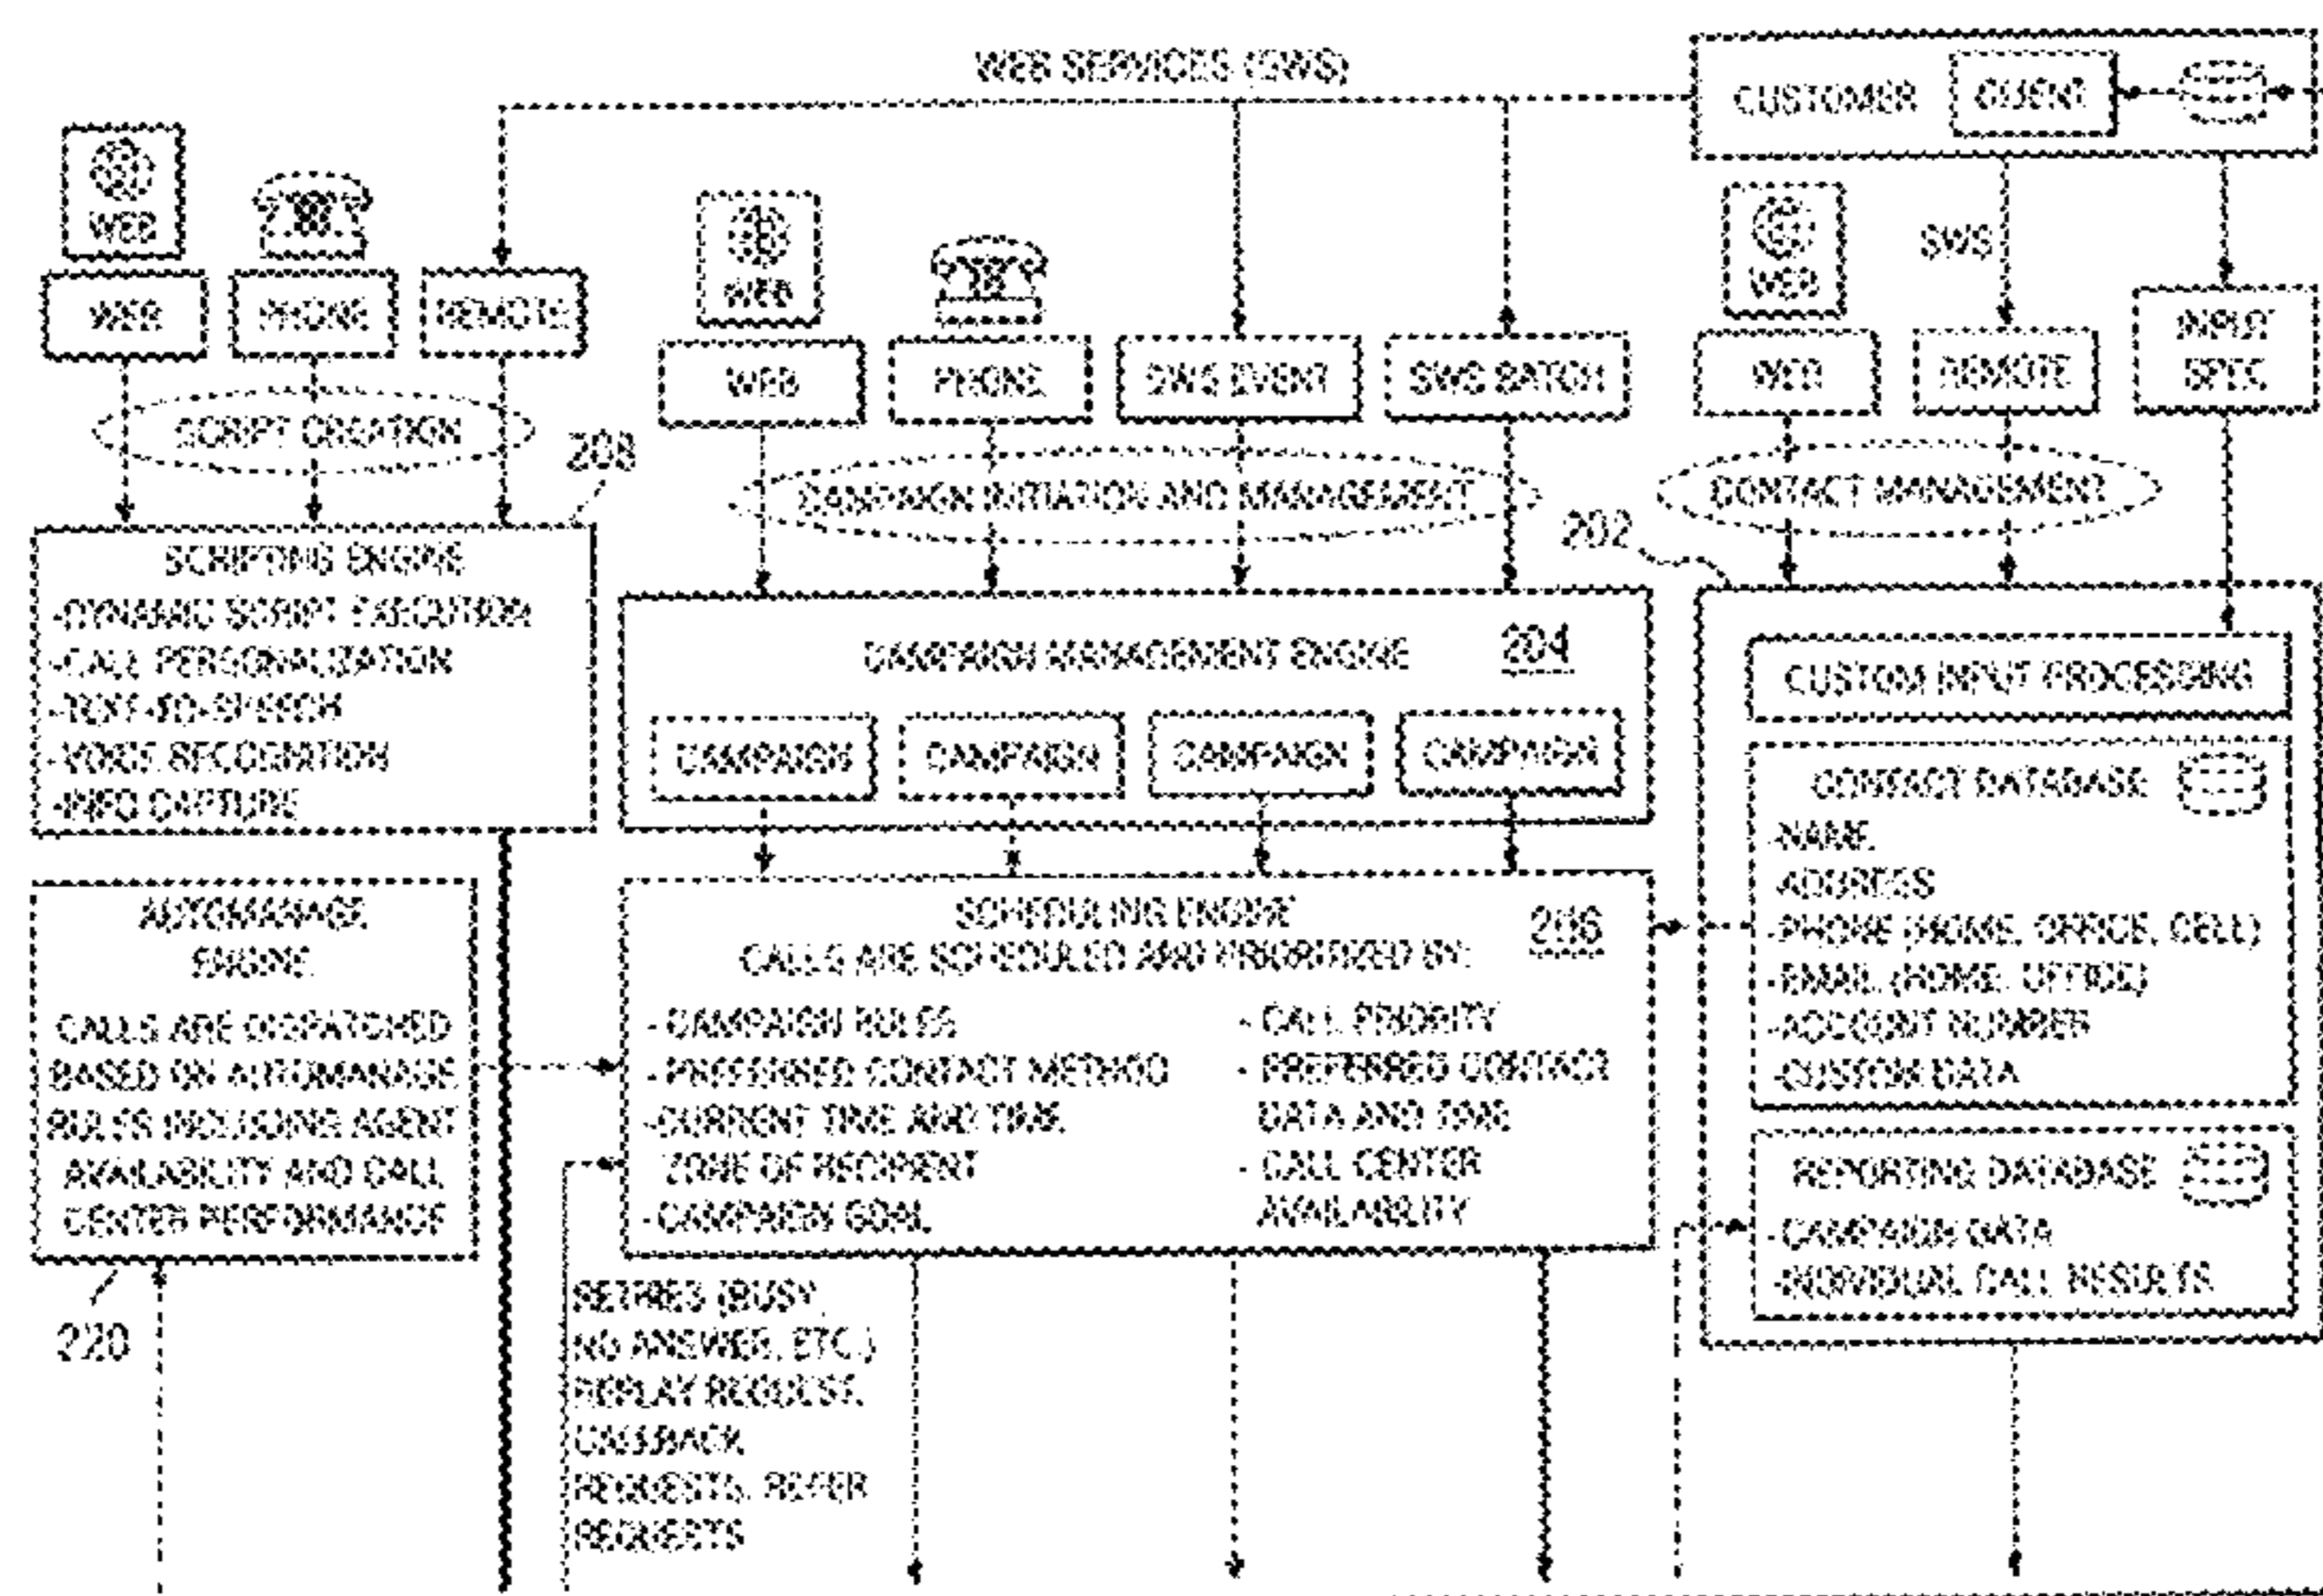 WEB SERVICES (SWS)
CUSTOMER
CLIENT
WEB
WEB
PHONE
REMOTE
SCRIPT CREATION
208
WEB
WEB
PHONE
SWS EVENT
SWS BATCH
CAMPAIGN INITIATION AND MANAGEMENT
WEB
SWS
WEB
REMOTE
INPUT
SPEC
CONTACT MANAGEMENT
202
SCRIPTING ENGINE
-DYNAMIC SCRIPT EXECUTION
-CALL PERSONALIZATION
-TEXT-TO-SPEECH
-VOICE RECOGNITION
-INFO CAPTURE
CAMPAIGN MANAGEMENT ENGINE 204
CAMPAIGN
CAMPAIGN
CAMPAIGN
CAMPAIGN
CUSTOM INPUT PROCESSING
CONTACT DATABASE
-NAME
-ADDRESS
-PHONE (HOME, OFFICE, CELL)
-EMAIL (HOME, OFFICE)
-ACCOUNT NUMBER
-CUSTOM DATA
REPORTING DATABASE
-CAMPAIGN DATA
-INDIVIDUAL CALL RESULTS
AUTOMANAGE
ENGINE
CALLS ARE DISPATCHED
BASED ON AUTOMANAGE
RULES INCLUDING AGENT
AVAILABILITY AND CALL
CENTER PERFORMANCE
220
SCHEDULING ENGINE 206
CALLS ARE SCHEDULED AND PRIORITIZED BY:
- CAMPAIGN RULES
- PREFERRED CONTACT METHOD
-CURRENT TIME AND TIME
ZONE OF RECIPIENT
-CAMPAIGN GOAL
- CALL PRIORITY
- PREFERRED CONTACT
DATA AND TIME
- CALL CENTER
AVAILABILITY
RETRIES (BUSY,
NO ANSWER, ETC.)
REPLAY REQUEST,
CALLBACK
REQUESTS, REFER
REQUESTS